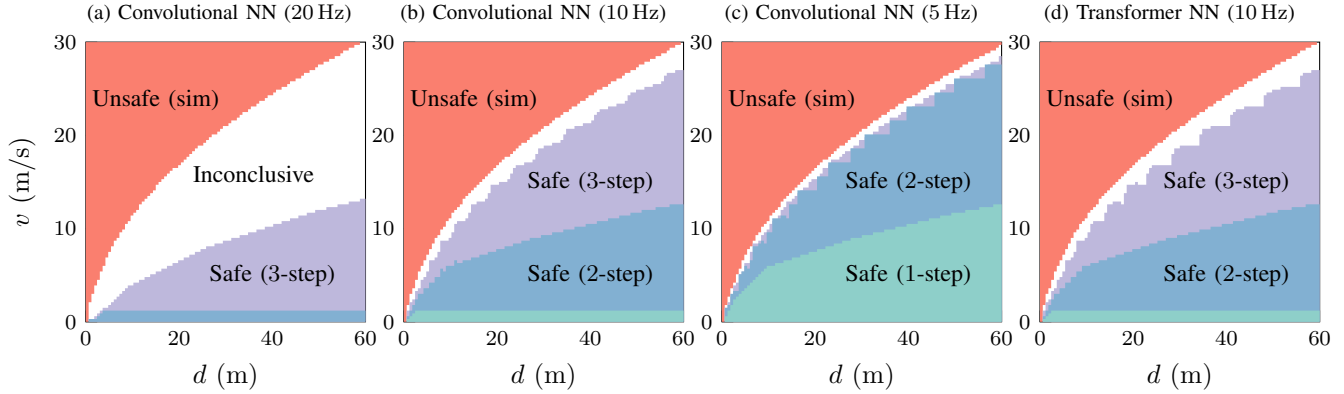 (a) Convolutional NN (20 Hz)
(b) Convolutional NN (10 Hz)
(c) Convolutional NN (5 Hz)
(d) Transformer NN (10 Hz)
v (m/s)
30
20
10
0
Unsafe (sim)
Inconclusive
Safe (3-step)
0
20
40
60
d (m)
30
20
10
0
Unsafe (sim)
Safe (3-step)
Safe (2-step)
0
20
40
60
d (m)
30
20
10
0
Unsafe (sim)
Safe (2-step)
Safe (1-step)
0
20
40
60
d (m)
30
20
10
0
Unsafe (sim)
Safe (3-step)
Safe (2-step)
0
20
40
60
d (m)